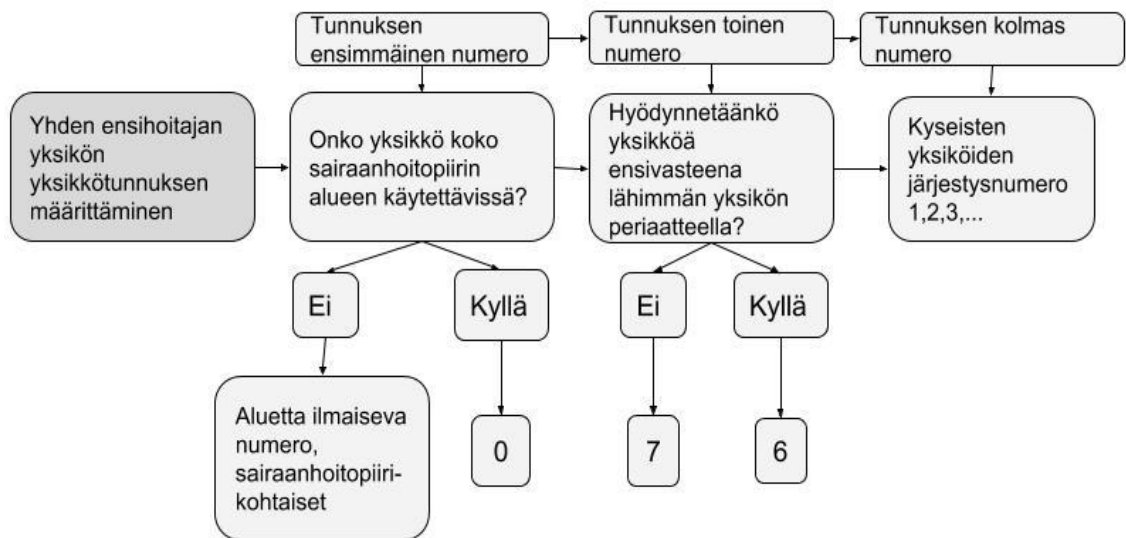 Tunnuksen
ensimmäinen numero
Tunnuksen toinen
numero
Tunnuksen kolmas
numero
Yhden ensihoitajan
yksikön
yksikkötunnuksen
määrittäminen
Onko yksikkö koko
sairaanhoitopiirin
alueen käytettävissä?
Hyödynnetäänkö
yksikköä
ensivasteena
lähimmän yksikön
periaatteella?
Kyseisten
yksiköiden
järjestysnumero
1,2,3,...
Ei
Kyllä
Ei
Kyllä
Aluetta ilmaiseva
numero,
sairaanhoitopiiri-
kohtaiset
0
7
6